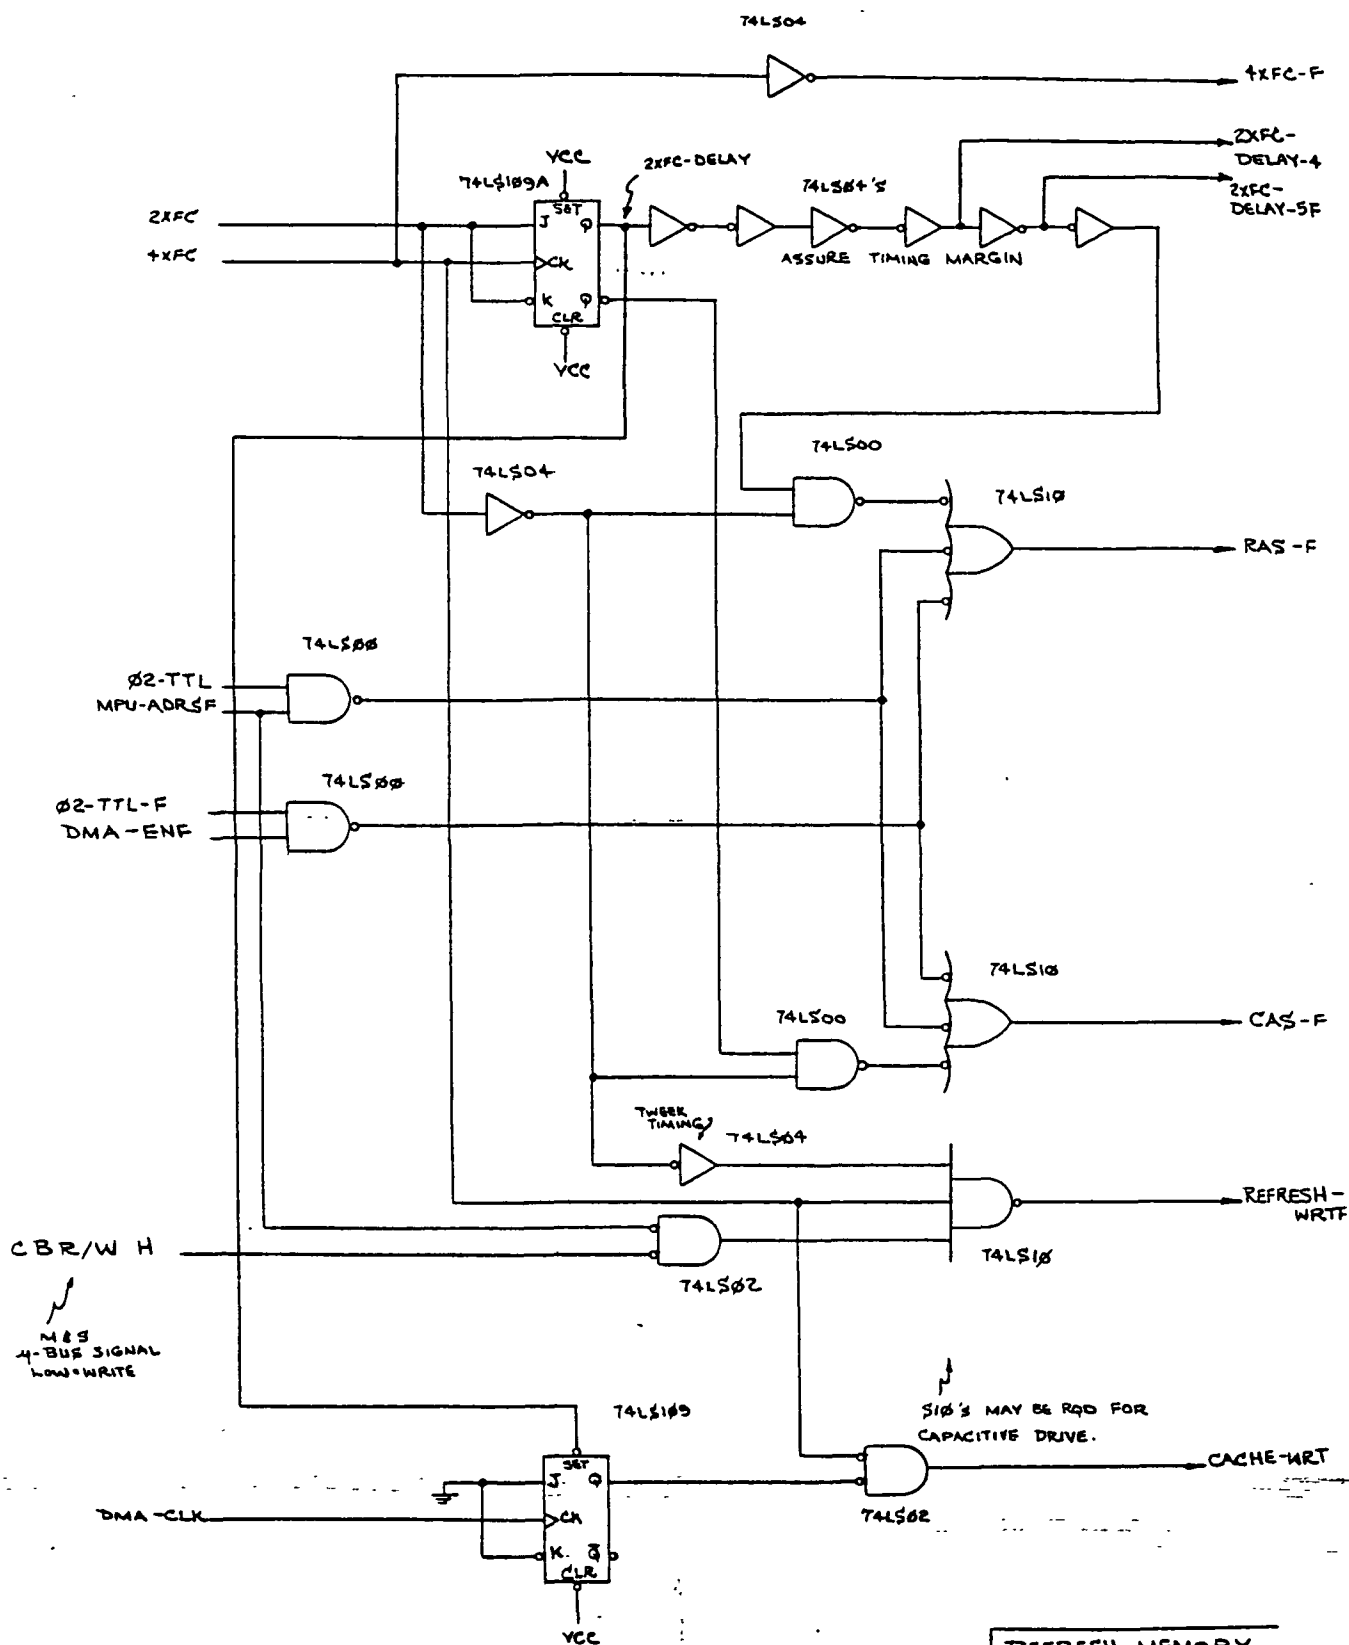 74LS04
4XFC-F
2XFC-
DELAY-4
2XFC-
DELAY-5F
VCC
2XFC-DELAY
74LS109A
74LS04'S
SET
2XFC
J Q
4XFC
CK
ASSURE TIMING MARGIN
K Q
CLR
VCC
74LS00
74LS04
74LS10
RAS-F
74LS00
Ø2-TTL
MPU-ADRSF
74LS00
Ø2-TTL-F
DMA-ENF
74LS10
74LS00
CAS-F
TWEEK
TIMING
74LS04
REFRESH-
WRTF
CBR/W H
74LS10
74LS02
M&S
μ-BUS SIGNAL
LOW=WRITE
74LS109
S10'S MAY BE RQD FOR
CAPACITIVE DRIVE.
SET
CACHE-WRT
J Q
DMA-CLK
CK
74LS02
K Q̅
CLR
VCC
REFRESH MEMORY